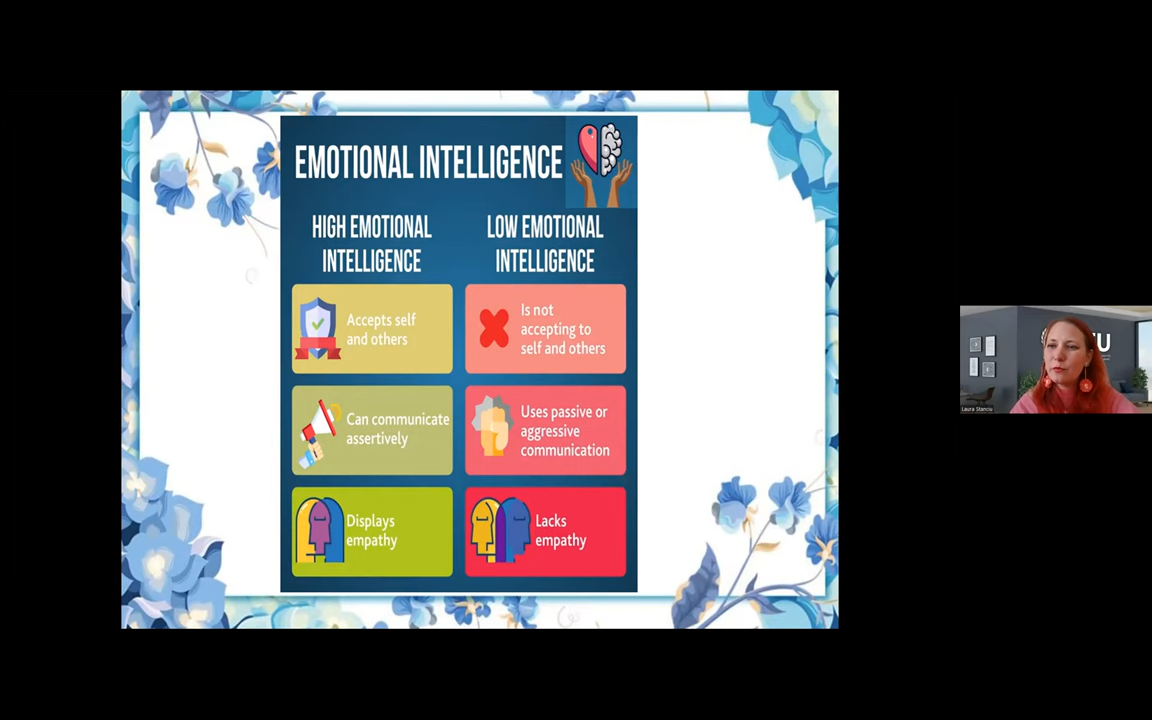 EMOTIONAL INTELLIGENCE
HIGH EMOTIONAL
INTELLIGENCE
LOW EMOTIONAL
INTELLIGENCE
Accepts self
and others
Is not
accepting to
self and others
Can communicate
assertively
Uses passive or
aggressive
communication
Displays
empathy
Lacks
empathy
Laura Stanciu